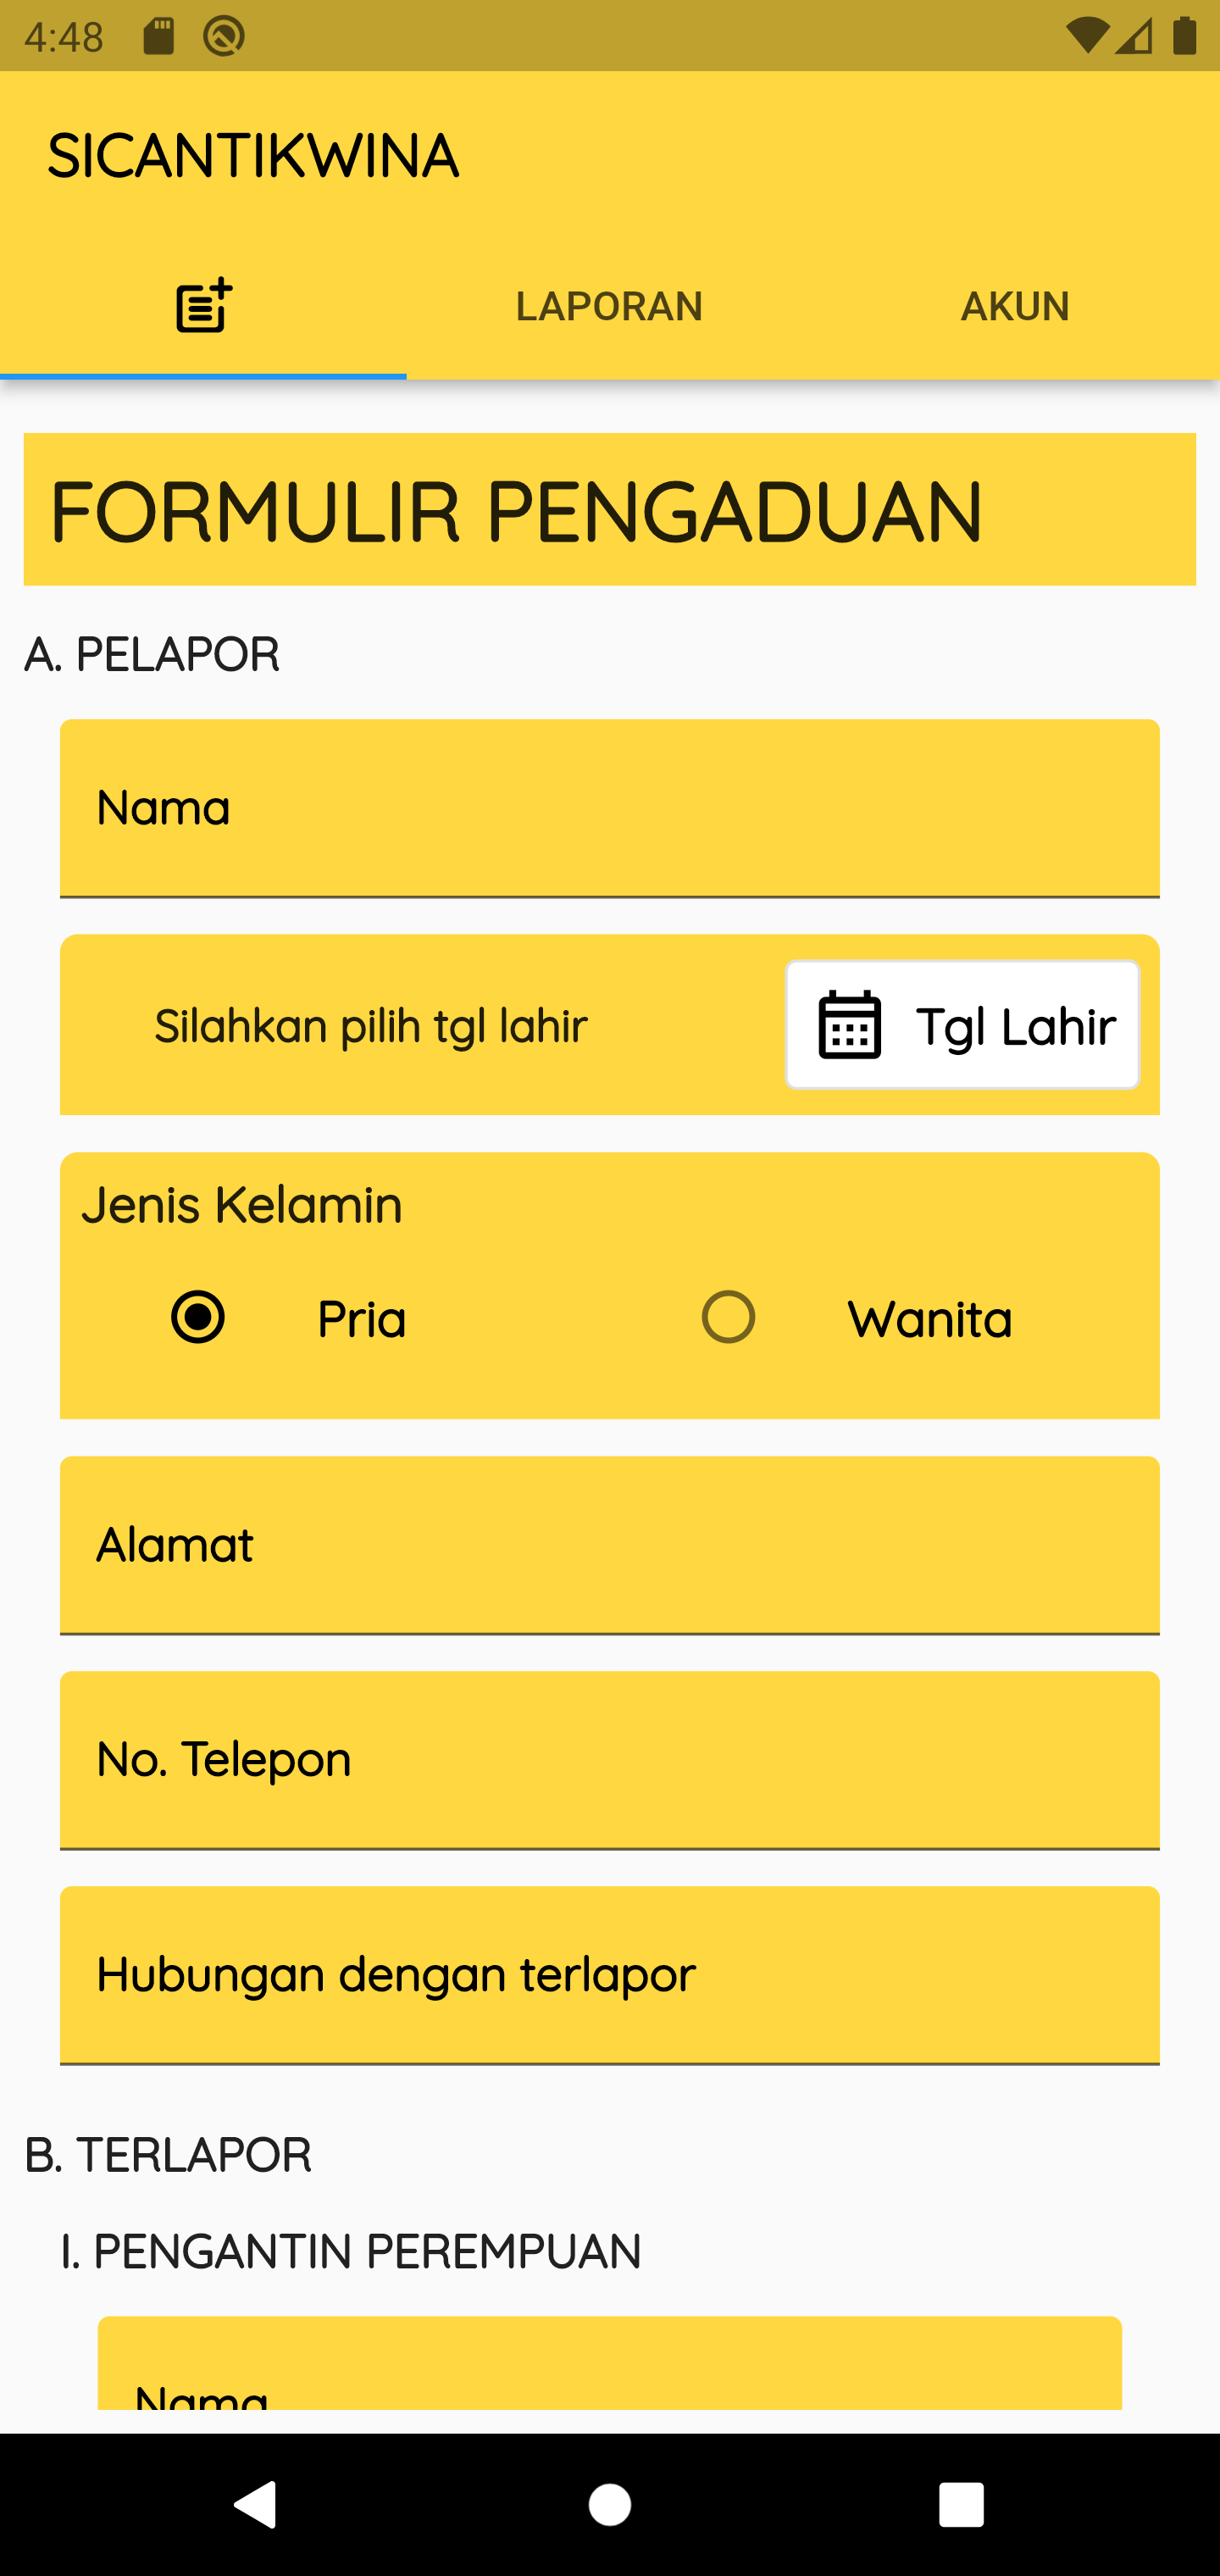 4:48
SICANTIKWINA
LAPORAN AKUN
FORMULIR PENGADUAN
A. PELAPOR
Nama
Silahkan pilih tgl lahir Tgl Lahir
Jenis Kelamin
Pria Wanita
Alamat
No. Telepon
Hubungan dengan terlapor
B. TERLAPOR
I. PENGANTIN PEREMPUAN
Nama